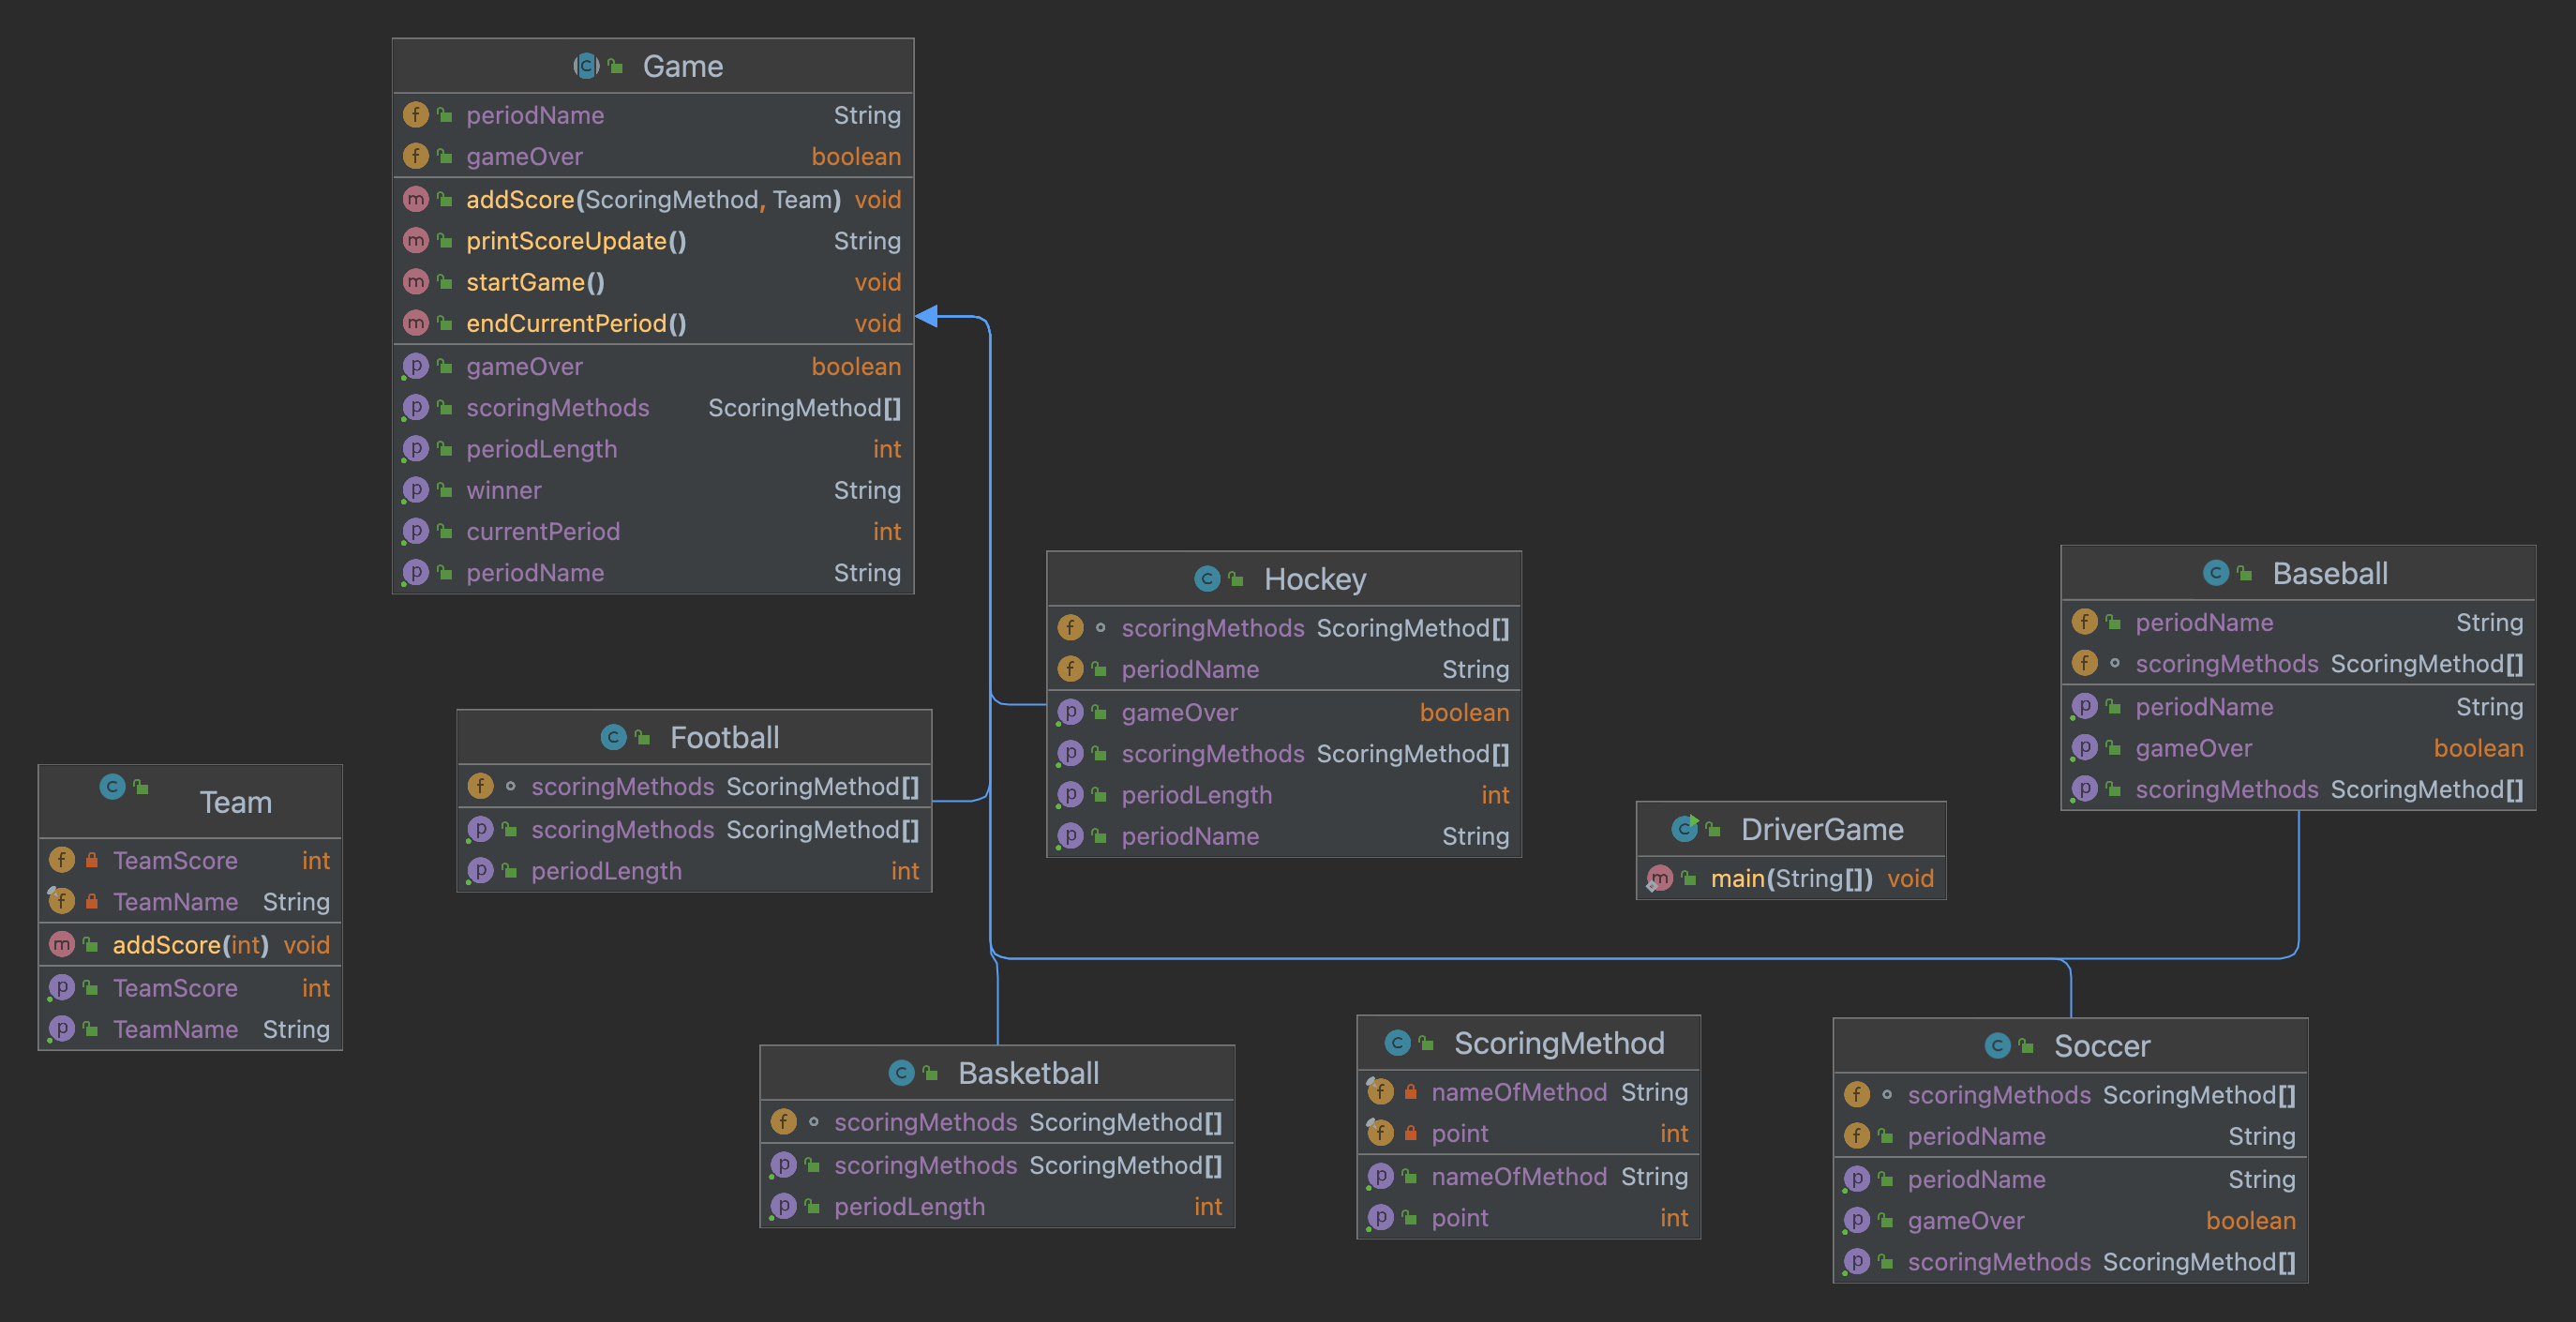 Game
periodName String
gameOver boolean
addScore(ScoringMethod, Team) void
printScoreUpdate() String
startGame() void
endCurrentPeriod() void
gameOver boolean
scoringMethods ScoringMethod[]
periodLength int
winner String
currentPeriod int
periodName String
Hockey
scoringMethods ScoringMethod[]
periodName String
gameOver boolean
scoringMethods ScoringMethod[]
periodLength int
periodName String
Baseball
periodName String
scoringMethods ScoringMethod[]
periodName String
gameOver boolean
scoringMethods ScoringMethod[]
Football
scoringMethods ScoringMethod[]
scoringMethods ScoringMethod[]
periodLength int
Team
TeamScore int
TeamName String
addScore(int) void
TeamScore int
TeamName String
DriverGame
main(String[]) void
Basketball
scoringMethods ScoringMethod[]
scoringMethods ScoringMethod[]
periodLength int
ScoringMethod
nameOfMethod String
point int
nameOfMethod String
point int
Soccer
scoringMethods ScoringMethod[]
periodName String
periodName String
gameOver boolean
scoringMethods ScoringMethod[]